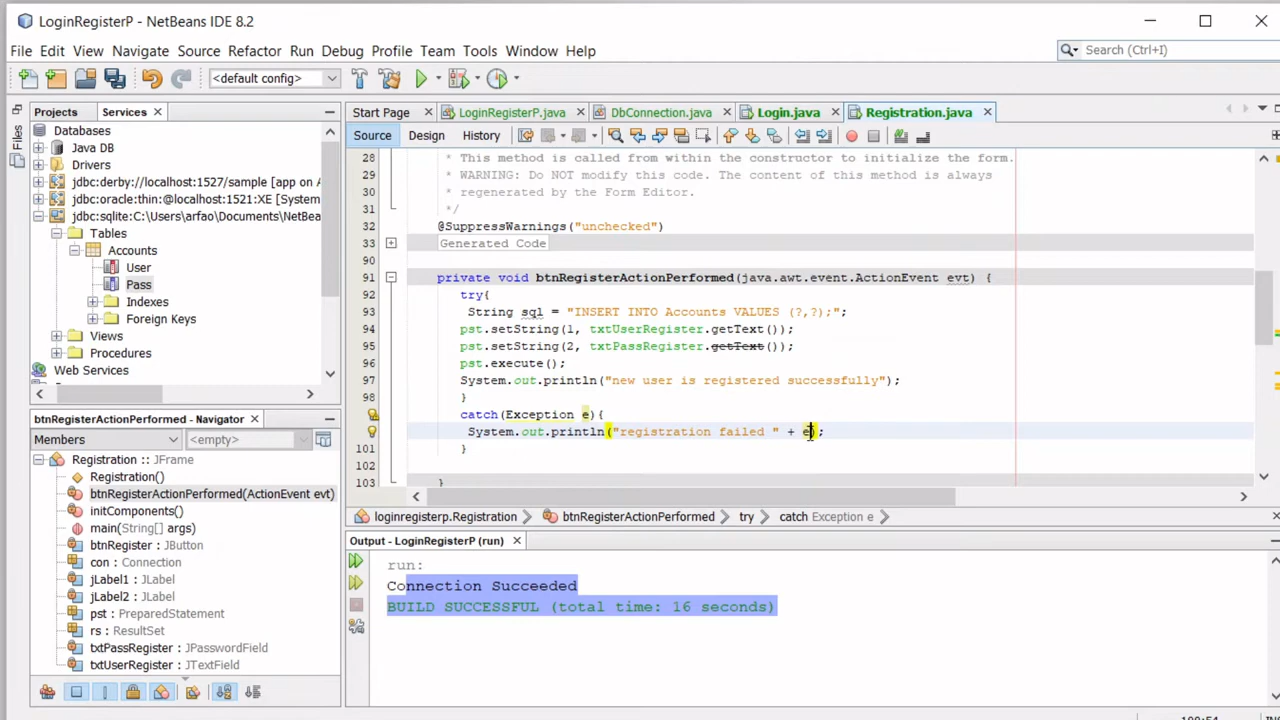 LoginRegisterP - NetBeans IDE 8.2
File Edit View Navigate Source Refactor Run Debug Profile Team Tools Window Help
Search (Ctrl+I)
<default config>
Projects Services
Start Page LoginRegisterP.java DbConnection.java Login.java Registration.java
Files
Source Design History
Databases
Java DB
Drivers
jdbc:derby://localhost:1527/sample [app on A
jdbc:oracle:thin:@localhost:1521:XE [System
jdbc:sqlite:C:\Users\arfao\Documents\NetBea
Tables
Accounts
User
Pass
Indexes
Foreign Keys
Views
Procedures
Web Services
28 * This method is called from within the constructor to initialize the form.
29 * WARNING: Do NOT modify this code. The content of this method is always
30 * regenerated by the Form Editor.
31 */
32 @SuppressWarnings("unchecked")
33 Generated Code
90
91 private void btnRegisterActionPerformed(java.awt.event.ActionEvent evt) {
92 try{
93 String sql = "INSERT INTO Accounts VALUES (?,?);";
94 pst.setString(1, txtUserRegister.getText());
95 pst.setString(2, txtPassRegister.getText());
96 pst.execute();
97 System.out.println("new user is registered successfully");
98 }
catch(Exception e){
System.out.println("registration failed " + e);
101 }
102
103 }
loginregisterp.Registration btnRegisterActionPerformed try catch Exception e
btnRegisterActionPerformed - Navigator
Members <empty>
Registration :: JFrame
Registration()
btnRegisterActionPerformed(ActionEvent evt)
initComponents()
main(String[] args)
btnRegister : JButton
con : Connection
jLabel1 : JLabel
jLabel2 : JLabel
pst : PreparedStatement
rs : ResultSet
txtPassRegister : JPasswordField
txtUserRegister : JTextField
Output - LoginRegisterP (run)
run:
Connection Succeeded
BUILD SUCCESSFUL (total time: 16 seconds)